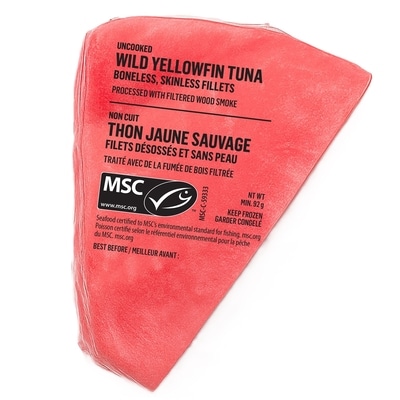 UNCOOKED
WILD YELLOWFIN TUNA
BONELESS, SKINLESS FILLETS
PROCESSED WITH FILTERED WOOD SMOKE
NON CUIT
THON JAUNE SAUVAGE
FILETS DÉSOSSÉS ET SANS PEAU
TRAITÉ AVEC DE LA FUMÉE DE BOIS FILTRÉE
MSC
www.msc.org
MSC-C-59333
NT WT
MIN. 92 g
KEEP FROZEN
GARDER CONGELÉ
Seafood certified to MSC's environmental standard for fishing. msc.org
Poisson certifié selon le référentiel environnemental pour la pêche
du MSC. msc.org
BEST BEFORE / MEILLEUR AVANT :